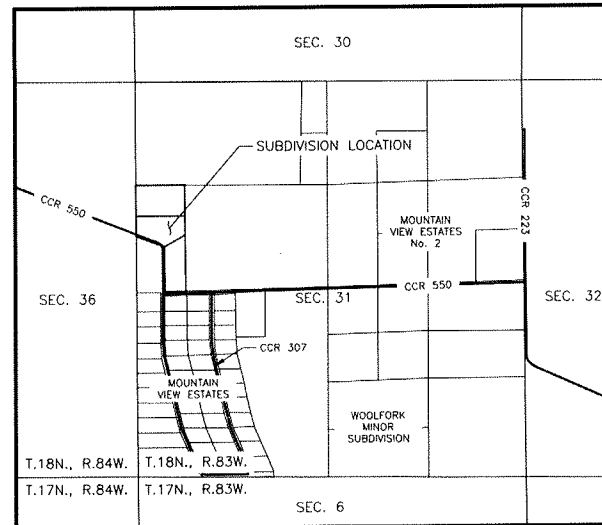 SEC. 30
SUBDIVISION LOCATION
CCR 550
MOUNTAIN
VIEW ESTATES
No. 2
CCR 223
SEC. 36
SEC. 31
CCR 550
SEC. 32
CCR 307
MOUNTAIN
VIEW ESTATES
WOOLFORK
MINOR
SUBDIVISION
T.18N., R.84W.
T.18N., R.83W.
T.17N., R.84W.
T.17N., R.83W.
SEC. 6